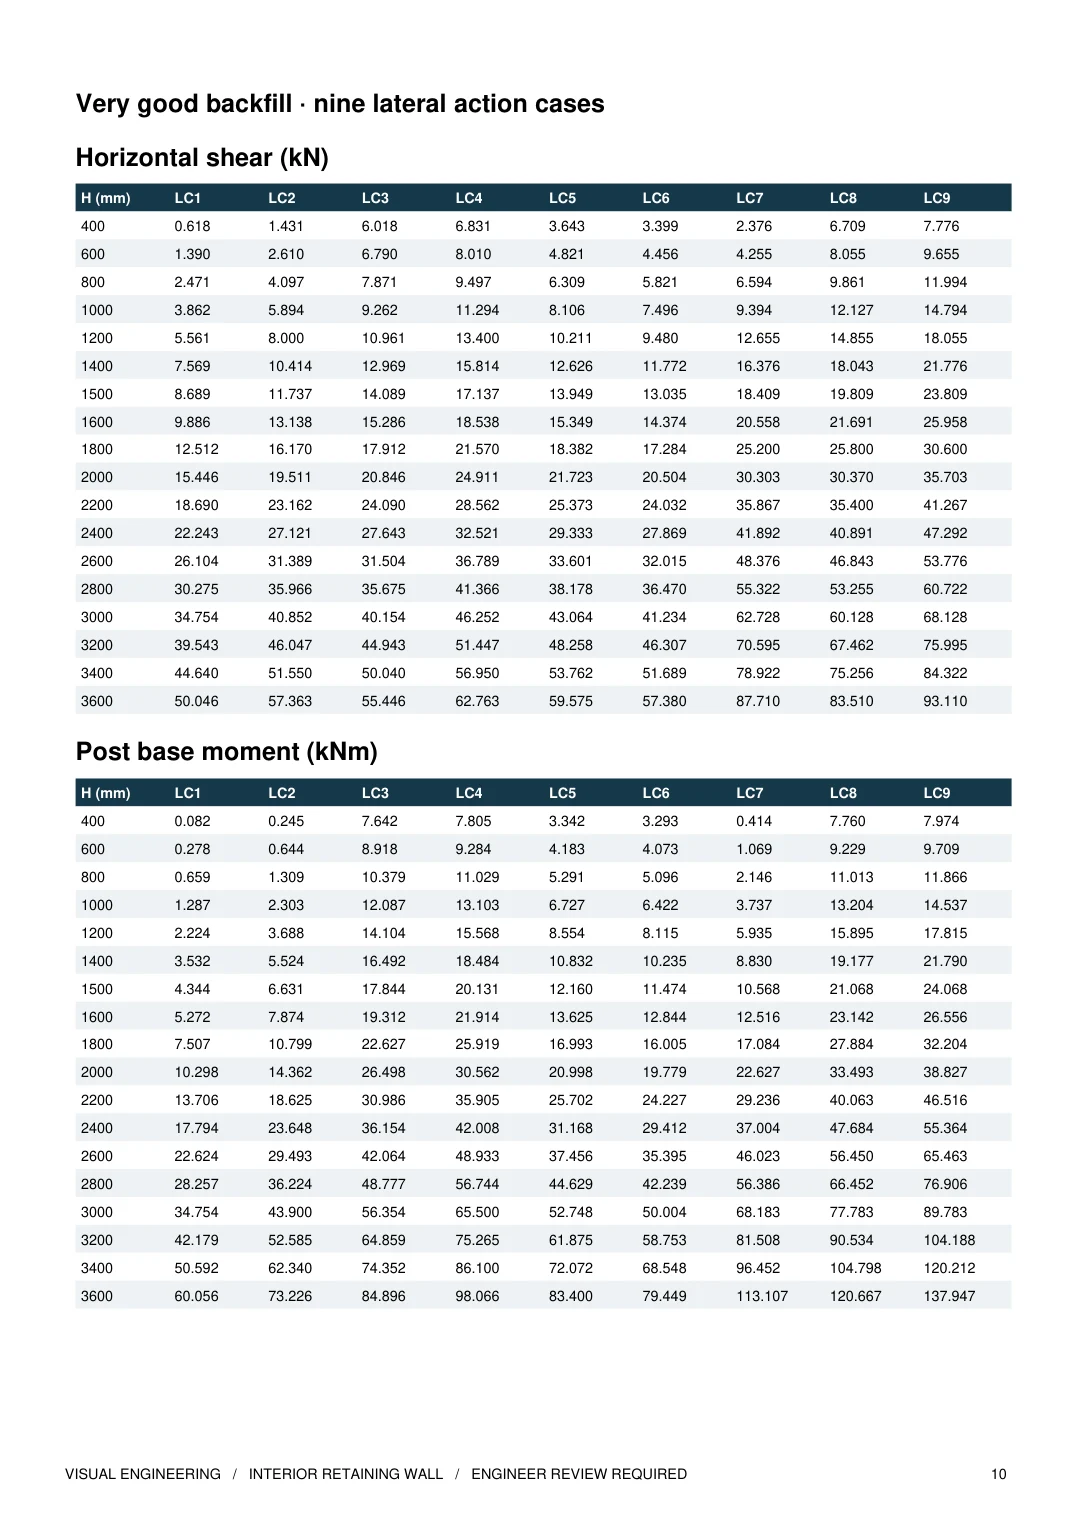 Very good backfill · nine lateral action cases
Horizontal shear (kN)
H (mm) LC1 LC2 LC3 LC4 LC5 LC6 LC7 LC8 LC9
400 0.618 1.431 6.018 6.831 3.643 3.399 2.376 6.709 7.776
600 1.390 2.610 6.790 8.010 4.821 4.456 4.255 8.055 9.655
800 2.471 4.097 7.871 9.497 6.309 5.821 6.594 9.861 11.994
1000 3.862 5.894 9.262 11.294 8.106 7.496 9.394 12.127 14.794
1200 5.561 8.000 10.961 13.400 10.211 9.480 12.655 14.855 18.055
1400 7.569 10.414 12.969 15.814 12.626 11.772 16.376 18.043 21.776
1500 8.689 11.737 14.089 17.137 13.949 13.035 18.409 19.809 23.809
1600 9.886 13.138 15.286 18.538 15.349 14.374 20.558 21.691 25.958
1800 12.512 16.170 17.912 21.570 18.382 17.284 25.200 25.800 30.600
2000 15.446 19.511 20.846 24.911 21.723 20.504 30.303 30.370 35.703
2200 18.690 23.162 24.090 28.562 25.373 24.032 35.867 35.400 41.267
2400 22.243 27.121 27.643 32.521 29.333 27.869 41.892 40.891 47.292
2600 26.104 31.389 31.504 36.789 33.601 32.015 48.376 46.843 53.776
2800 30.275 35.966 35.675 41.366 38.178 36.470 55.322 53.255 60.722
3000 34.754 40.852 40.154 46.252 43.064 41.234 62.728 60.128 68.128
3200 39.543 46.047 44.943 51.447 48.258 46.307 70.595 67.462 75.995
3400 44.640 51.550 50.040 56.950 53.762 51.689 78.922 75.256 84.322
3600 50.046 57.363 55.446 62.763 59.575 57.380 87.710 83.510 93.110
Post base moment (kNm)
H (mm) LC1 LC2 LC3 LC4 LC5 LC6 LC7 LC8 LC9
400 0.082 0.245 7.642 7.805 3.342 3.293 0.414 7.760 7.974
600 0.278 0.644 8.918 9.284 4.183 4.073 1.069 9.229 9.709
800 0.659 1.309 10.379 11.029 5.291 5.096 2.146 11.013 11.866
1000 1.287 2.303 12.087 13.103 6.727 6.422 3.737 13.204 14.537
1200 2.224 3.688 14.104 15.568 8.554 8.115 5.935 15.895 17.815
1400 3.532 5.524 16.492 18.484 10.832 10.235 8.830 19.177 21.790
1500 4.344 6.631 17.844 20.131 12.160 11.474 10.568 21.068 24.068
1600 5.272 7.874 19.312 21.914 13.625 12.844 12.516 23.142 26.556
1800 7.507 10.799 22.627 25.919 16.993 16.005 17.084 27.884 32.204
2000 10.298 14.362 26.498 30.562 20.998 19.779 22.627 33.493 38.827
2200 13.706 18.625 30.986 35.905 25.702 24.227 29.236 40.063 46.516
2400 17.794 23.648 36.154 42.008 31.168 29.412 37.004 47.684 55.364
2600 22.624 29.493 42.064 48.933 37.456 35.395 46.023 56.450 65.463
2800 28.257 36.224 48.777 56.744 44.629 42.239 56.386 66.452 76.906
3000 34.754 43.900 56.354 65.500 52.748 50.004 68.183 77.783 89.783
3200 42.179 52.585 64.859 75.265 61.875 58.753 81.508 90.534 104.188
3400 50.592 62.340 74.352 86.100 72.072 68.548 96.452 104.798 120.212
3600 60.056 73.226 84.896 98.066 83.400 79.449 113.107 120.667 137.947
VISUAL ENGINEERING / INTERIOR RETAINING WALL / ENGINEER REVIEW REQUIRED 10